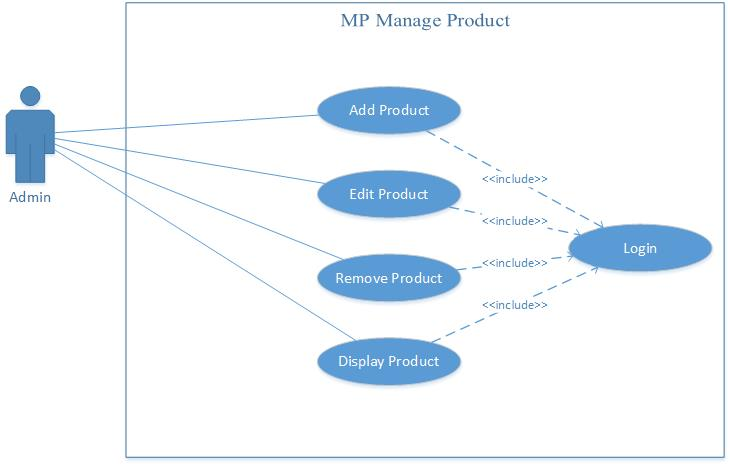 MP Manage Product
Add Product
<<include>>
Edit Product
Admin
<<include>>
Login
<<include>>
Remove Product
<<include>>
Display Product